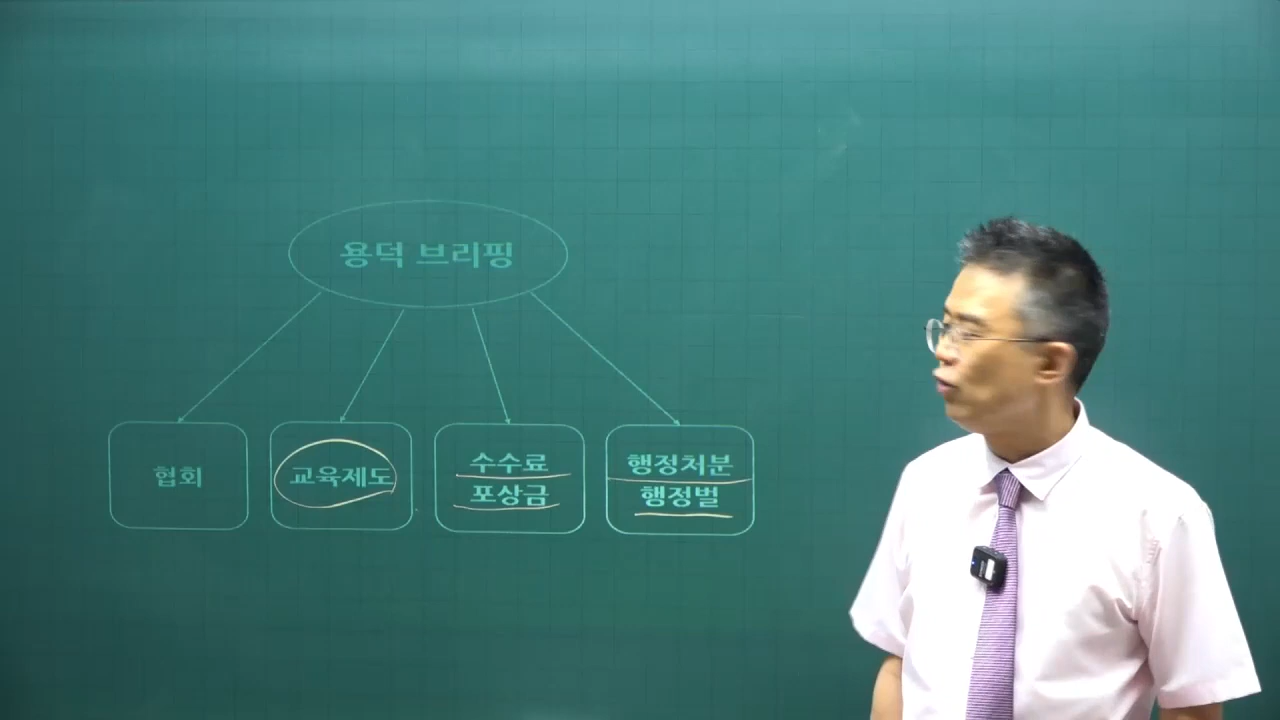 용덕 브리핑
협회
교육제도
수수료
포상금
행정처분
행정벌